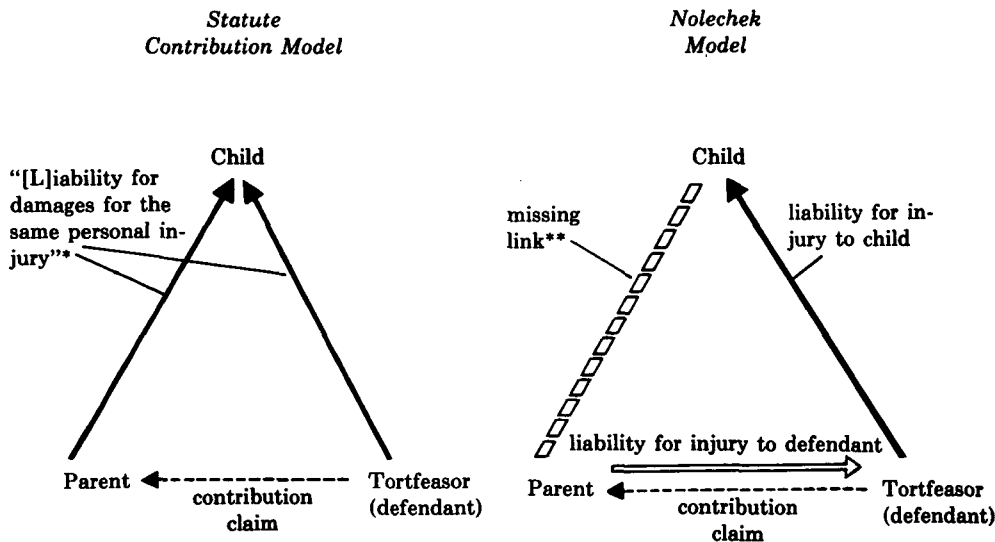 Statute
Contribution Model
Child
“[L]iability for
damages for the
same personal in-
jury”*
Parent
contribution
claim
Tortfeasor
(defendant)
Nolechek
Model
Child
missing
link**
liability for in-
jury to child
liability for injury to defendant
Parent
contribution
claim
Tortfeasor
(defendant)